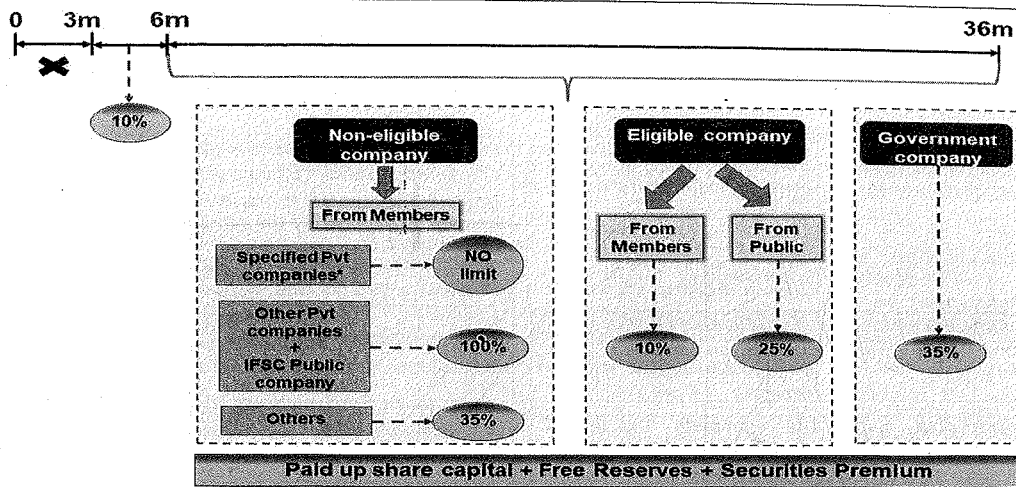 0 3m 6m 36m
10%
Non-eligible
company
From Members
Specified Pvt
companies*
NO
limit
Other Pvt
companies
+
IFSC Public
company
100%
Others
35%
Eligible company
From
Members
From
Public
10%
25%
Government
company
35%
Paid up share capital + Free Reserves + Securities Premium